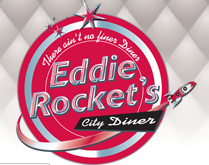 There ain't no finer Diner
Eddie
Rocket's
City Diner